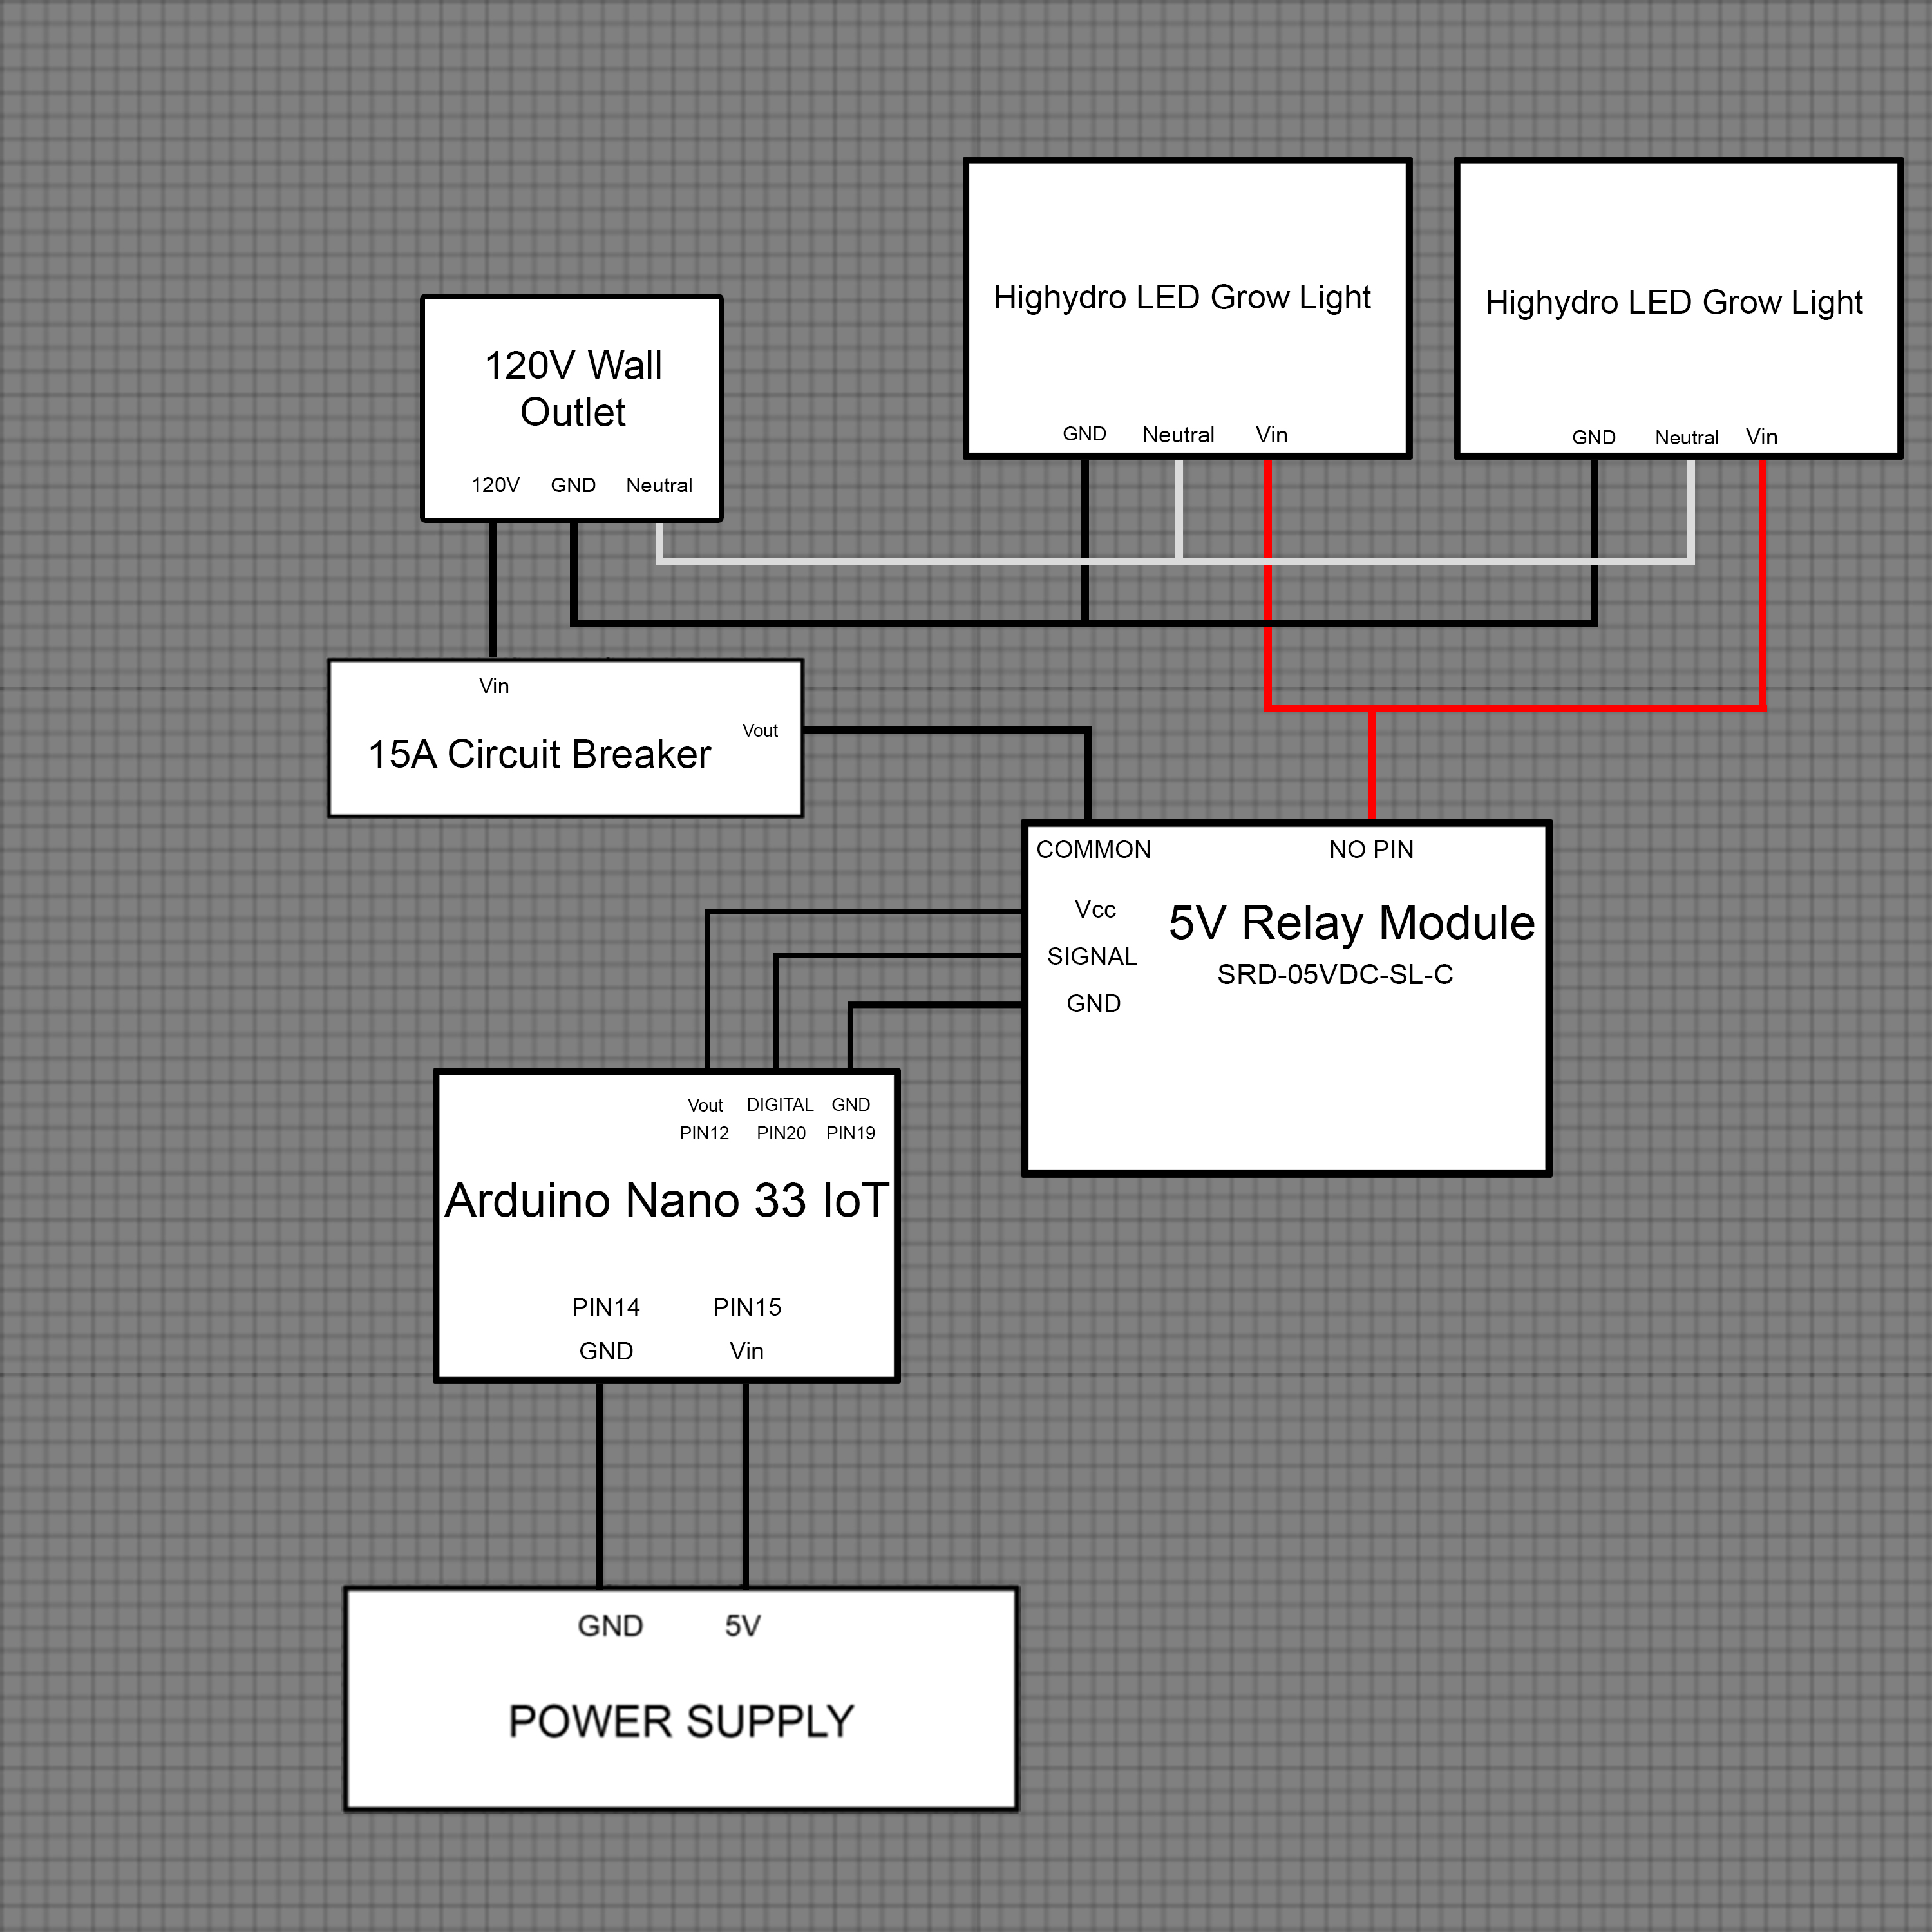 Highydro LED Grow Light
GND Neutral Vin
Highydro LED Grow Light
GND Neutral Vin
120V Wall
Outlet
120V GND Neutral
Vin
Vout
15A Circuit Breaker
COMMON NO PIN
Vcc
5V Relay Module
SIGNAL
SRD-05VDC-SL-C
GND
Vout DIGITAL GND
PIN12 PIN20 PIN19
Arduino Nano 33 IoT
PIN14 PIN15
GND Vin
GND 5V
POWER SUPPLY